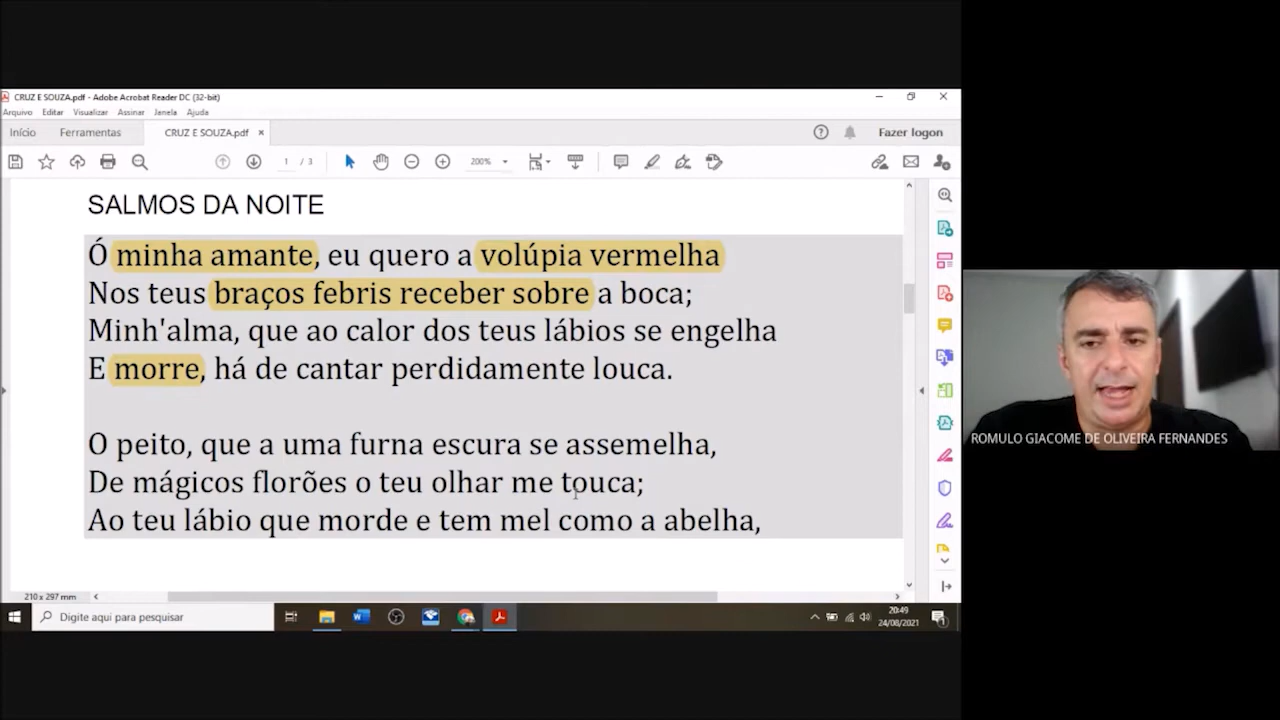 CRUZ E SOUZA.pdf - Adobe Acrobat Reader DC (32-bit)
Arquivo Editar Visualizar Assinar Janela Ajuda
Início Ferramentas CRUZ E SOUZA.pdf × Fazer logon
1 / 3 200%
SALMOS DA NOITE
Ó minha amante, eu quero a volúpia vermelha
Nos teus braços febris receber sobre a boca;
Minh'alma, que ao calor dos teus lábios se engelha
E morre, há de cantar perdidamente louca.
O peito, que a uma furna escura se assemelha,
De mágicos florões o teu olhar me touca;
Ao teu lábio que morde e tem mel como a abelha,
ROMULO GIACOME DE OLIVEIRA FERNANDES
210 x 297 mm
Digite aqui para pesquisar
20:49
24/08/2021